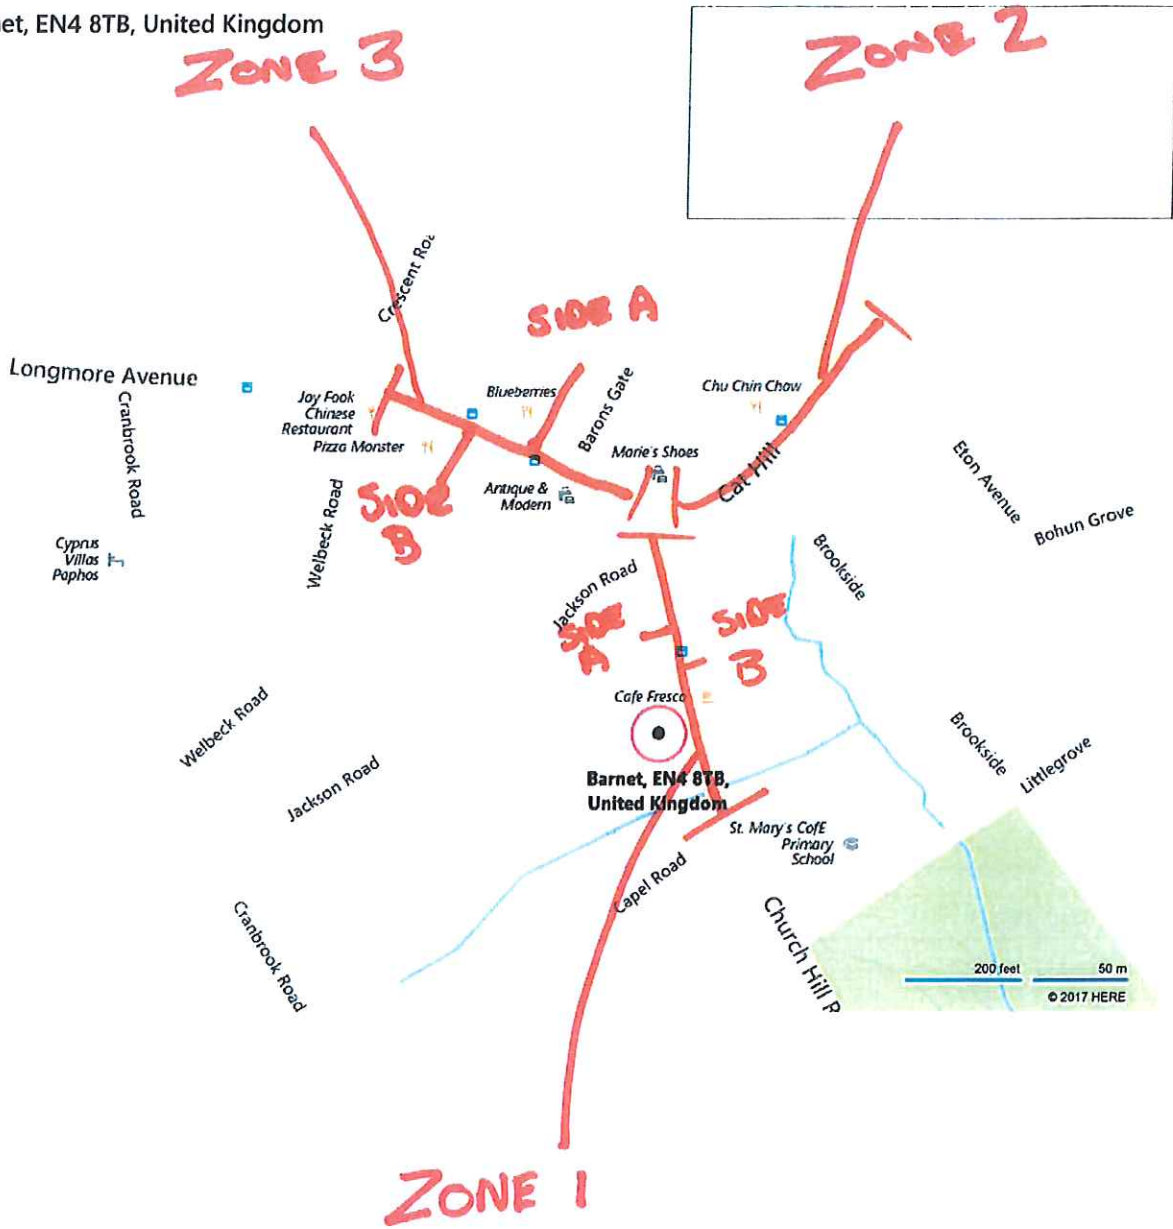 et, EN4 8TB, United Kingdom
ZONE 3
ZONE 2
Crescent Roa
SIDE A
Longmore Avenue
Cranbrook Road
Joy Fook
Chinese
Restaurant
Pizza Monster
Blueberries
Barons Gate
Chu Chin Chow
Marie's Shoes
Cat Hill
Antique &
Modern
SIDE
B
Welbeck Road
Eton Avenue
Bohun Grove
Cyprus
Villas
Paphos
Brookside
Jackson Road
SIDE
A
SIDE
B
Cafe Fresco
Welbeck Road
Jackson Road
Barnet, EN4 8TB,
United Kingdom
Brookside
Littlegrove
St. Mary's CofE
Primary
School
Capel Road
Cranbrook Road
Church Hill R
200 feet
50 m
© 2017 HERE
ZONE 1